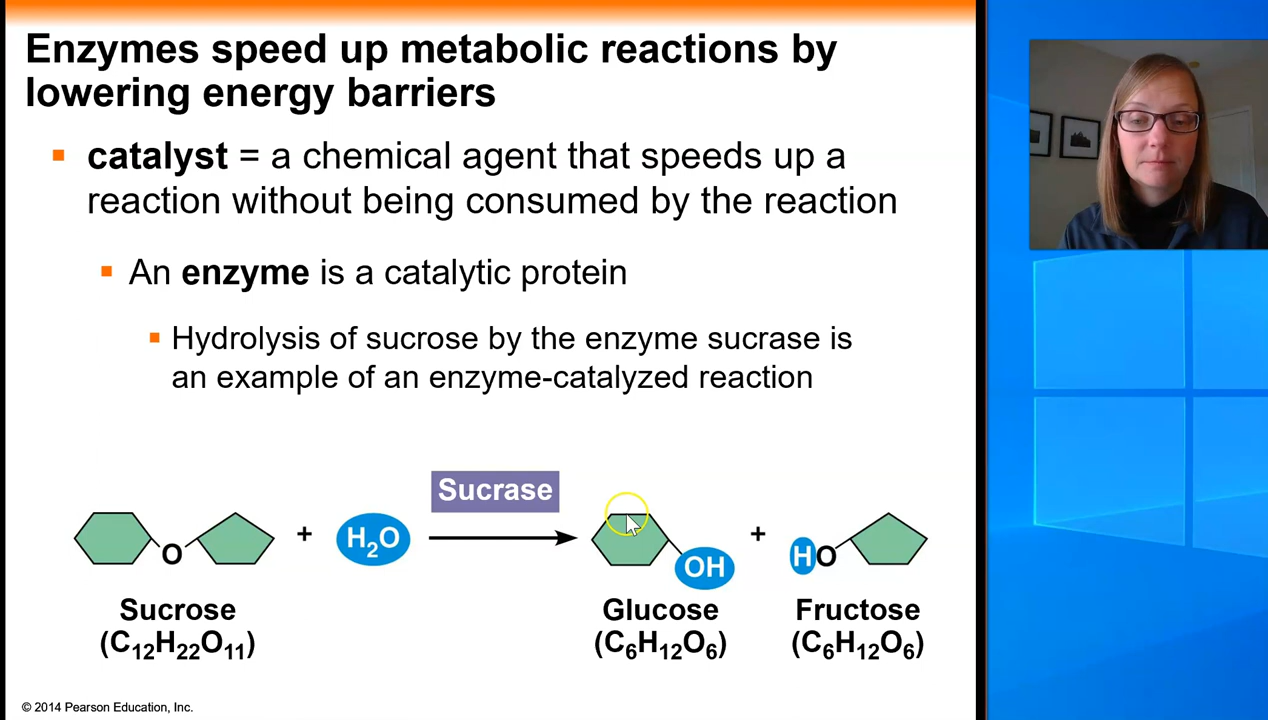 Enzymes speed up metabolic reactions by
lowering energy barriers
▪ catalyst = a chemical agent that speeds up a
reaction without being consumed by the reaction
▪ An enzyme is a catalytic protein
▪ Hydrolysis of sucrose by the enzyme sucrase is
an example of an enzyme-catalyzed reaction
Sucrase
O + H₂O OH + HO
Sucrose Glucose Fructose
(C₁₂H₂₂O₁₁) (C₆H₁₂O₆) (C₆H₁₂O₆)
© 2014 Pearson Education, Inc.